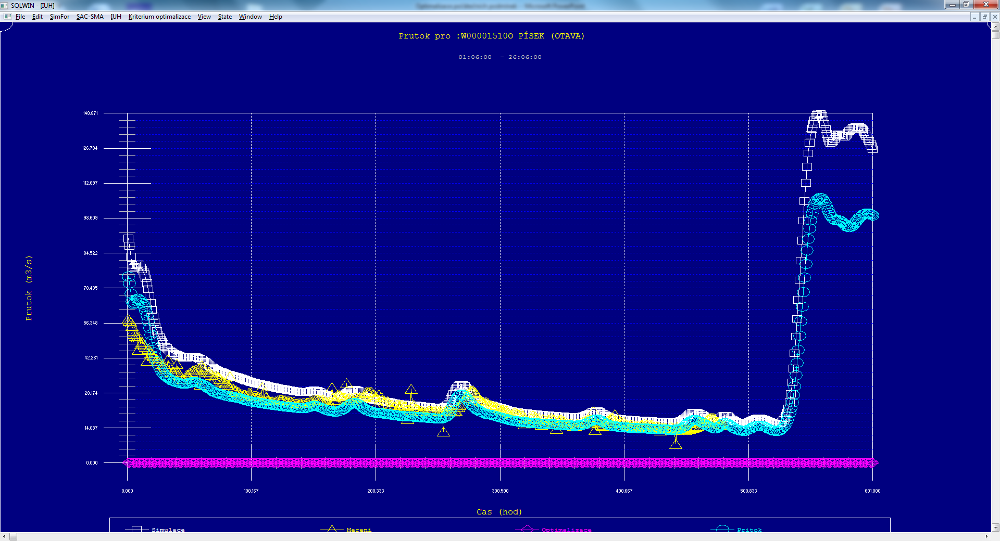 SOLWIN - [IUH]
File Edit SimFor SAC-SMA IUH Kriterium optimalizace View State Window Help
Prutok pro :W00001510O PÍSEK (OTAVA)
01:06:00 - 26:06:00
140.871
126.784
112.697
98.609
84.522
70.435
56.348
42.261
28.174
14.087
0.000
Prutok (m3/s)
0.000 100.167 200.333 300.500 400.667 500.833 601.000
Cas (hod)
Simulace Mereni Optimalizace Pritok